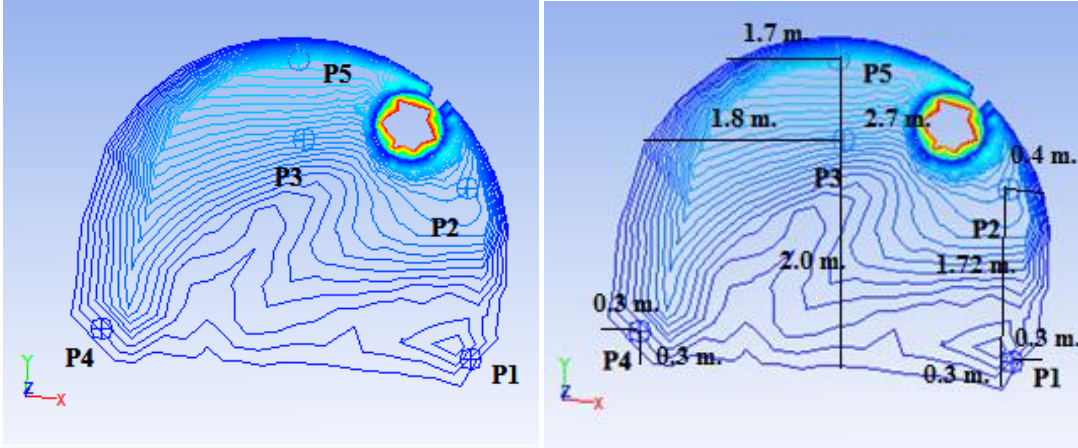 P5
P3
P2
P4
P1
Y
Z
X
1.7 m.
P5
1.8 m.
2.7 m.
0.4 m.
P3
P2
2.0 m.
1.72 m.
0.3 m.
0.3 m.
P4
0.3 m.
0.3 m.
P1
Y
Z
X